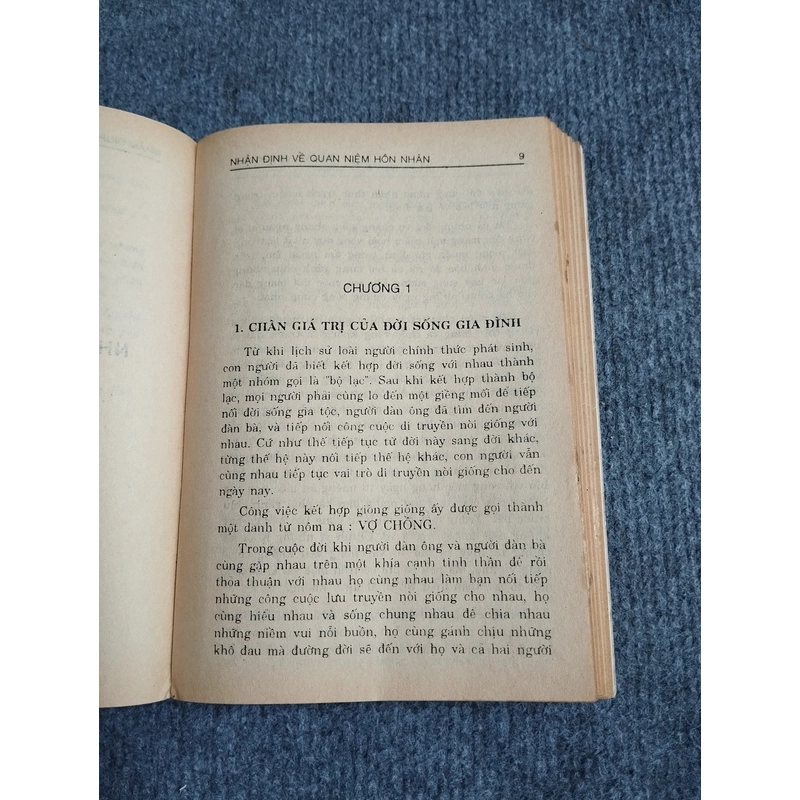 NHẬN ĐỊNH VỀ QUAN NIỆM HÔN NHÂN 9
CHƯƠNG 1
1. CHÂN GIÁ TRỊ CỦA ĐỜI SỐNG GIA ĐÌNH
Từ khi lịch sử loài người chính thức phát sinh,
con người đã biết kết hợp đời sống với nhau thành
một nhóm gọi là "bộ lạc". Sau khi kết hợp thành bộ
lạc, mọi người phải cùng lo đến một giềng mối để tiếp
nối đời sống gia tộc, người đàn ông đã tìm đến người
đàn bà, và tiếp nối công cuộc di truyền nòi giống với
nhau. Cứ như thế tiếp tục từ đời này sang đời khác,
từng thế hệ này nối tiếp thế hệ khác, con người vẫn
cùng nhau tiếp tục vai trò di truyền nòi giống cho đến
ngày nay.
Công việc kết hợp giòng giống ấy được gọi thành
một danh từ nôm na : VỢ CHỒNG.
Trong cuộc đời khi người đàn ông và người đàn bà
cùng gặp nhau trên một khía cạnh tinh thần để rồi
thỏa thuận với nhau họ cùng nhau làm bạn nối tiếp
những công cuộc lưu truyền nòi giống cho nhau, họ
cùng hiểu nhau và sống chung nhau để chia nhau
những niềm vui nỗi buồn, họ cùng gánh chịu những
khổ đau mà đường đời sẽ đến với họ và cả hai người
NH